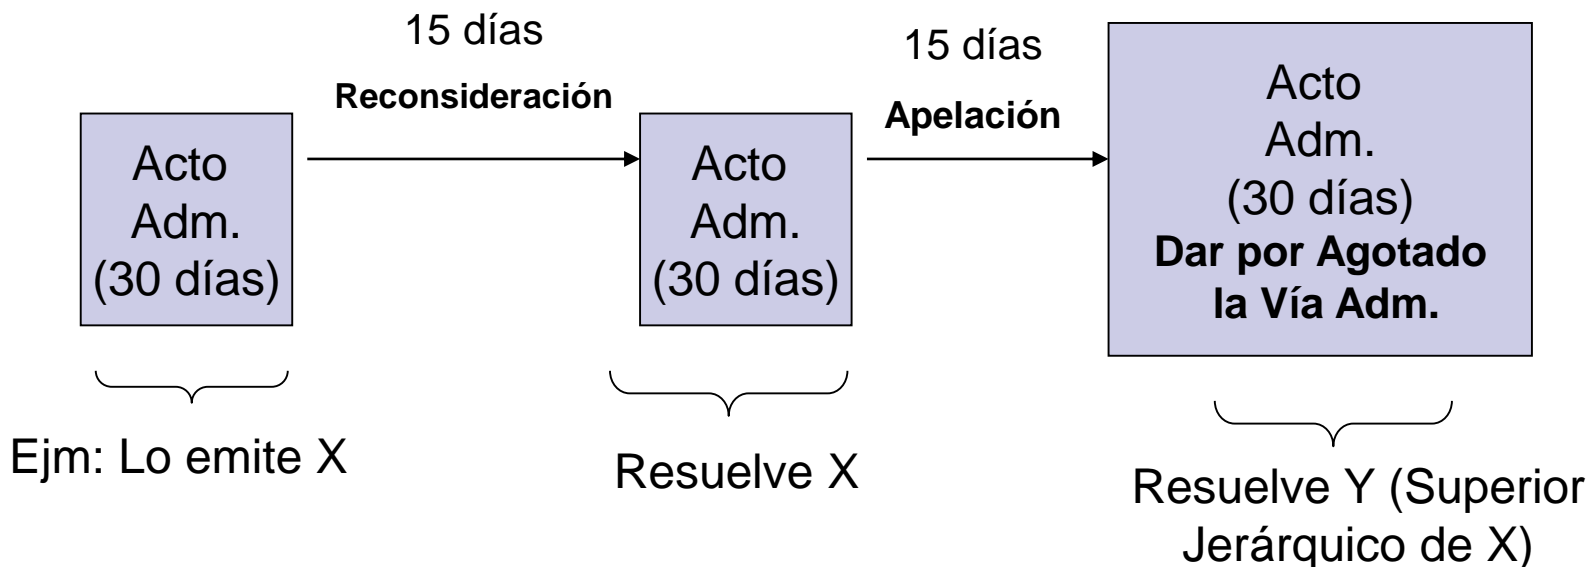 15 días
Reconsideración
15 días
Apelación
Acto
Adm.
(30 días)
Acto
Adm.
(30 días)
Acto
Adm.
(30 días)
Dar por Agotado
la Vía Adm.
Ejm: Lo emite X
Resuelve X
Resuelve Y (Superior
Jerárquico de X)